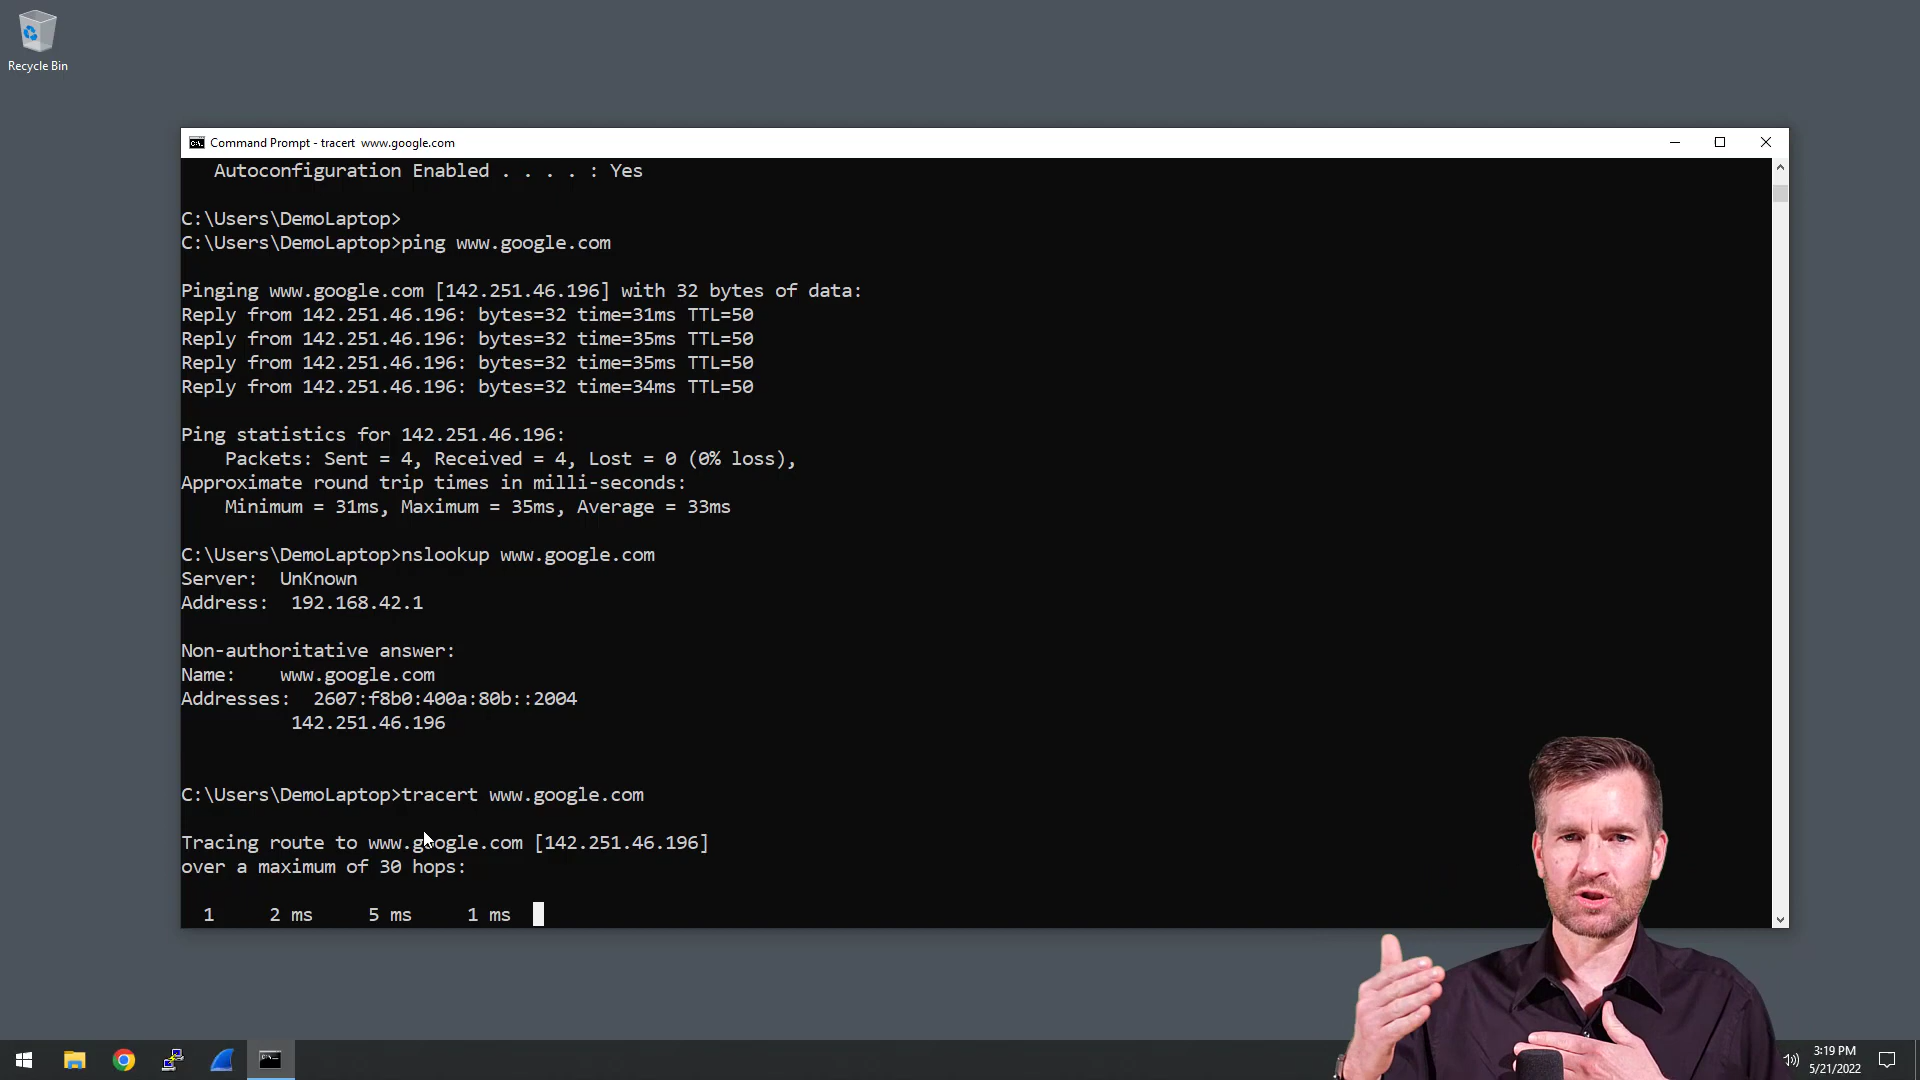 Recycle Bin
Command Prompt - tracert  www.google.com
Autoconfiguration Enabled . . . . : Yes
C:\Users\DemoLaptop>
C:\Users\DemoLaptop>ping www.google.com
Pinging www.google.com [142.251.46.196] with 32 bytes of data:
Reply from 142.251.46.196: bytes=32 time=31ms TTL=50
Reply from 142.251.46.196: bytes=32 time=35ms TTL=50
Reply from 142.251.46.196: bytes=32 time=35ms TTL=50
Reply from 142.251.46.196: bytes=32 time=34ms TTL=50
Ping statistics for 142.251.46.196:
Packets: Sent = 4, Received = 4, Lost = 0 (0% loss),
Approximate round trip times in milli-seconds:
Minimum = 31ms, Maximum = 35ms, Average = 33ms
C:\Users\DemoLaptop>nslookup www.google.com
Server:  UnKnown
Address:  192.168.42.1
Non-authoritative answer:
Name:    www.google.com
Addresses:  2607:f8b0:400a:80b::2004
142.251.46.196
C:\Users\DemoLaptop>tracert www.google.com
Tracing route to www.google.com [142.251.46.196]
over a maximum of 30 hops:
1     2 ms     5 ms     1 ms
3:19 PM
5/21/2022